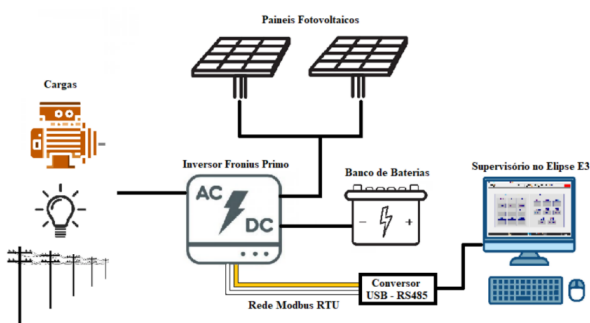 Paineis Fotovoltaicos
Cargas
Inversor Fronius Primo
Banco de Baterias
Supervisório no Elipse E3
AC
DC
Conversor
USB - RS485
Rede Modbus RTU